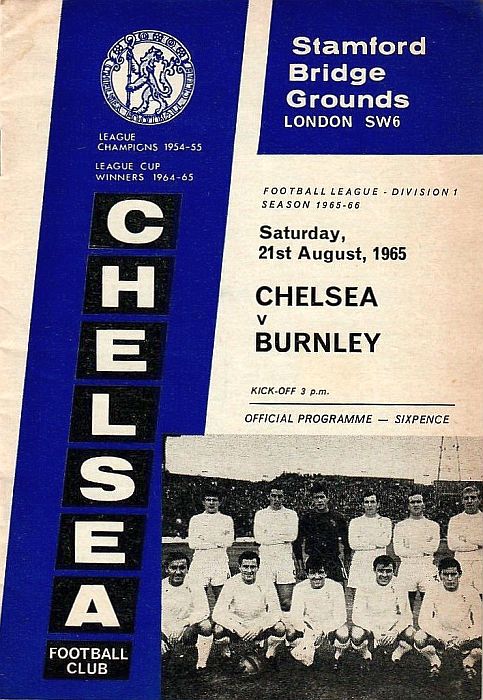 LEAGUE
CHAMPIONS 1954-55
LEAGUE CUP
WINNERS 1964-65
CHELSEA
FOOTBALL
CLUB
Stamford
Bridge
Grounds
LONDON SW6
FOOTBALL LEAGUE - DIVISION 1
SEASON 1965-66
Saturday,
21st August, 1965
CHELSEA
v
BURNLEY
KICK-OFF 3 p.m.
OFFICIAL PROGRAMME — SIXPENCE